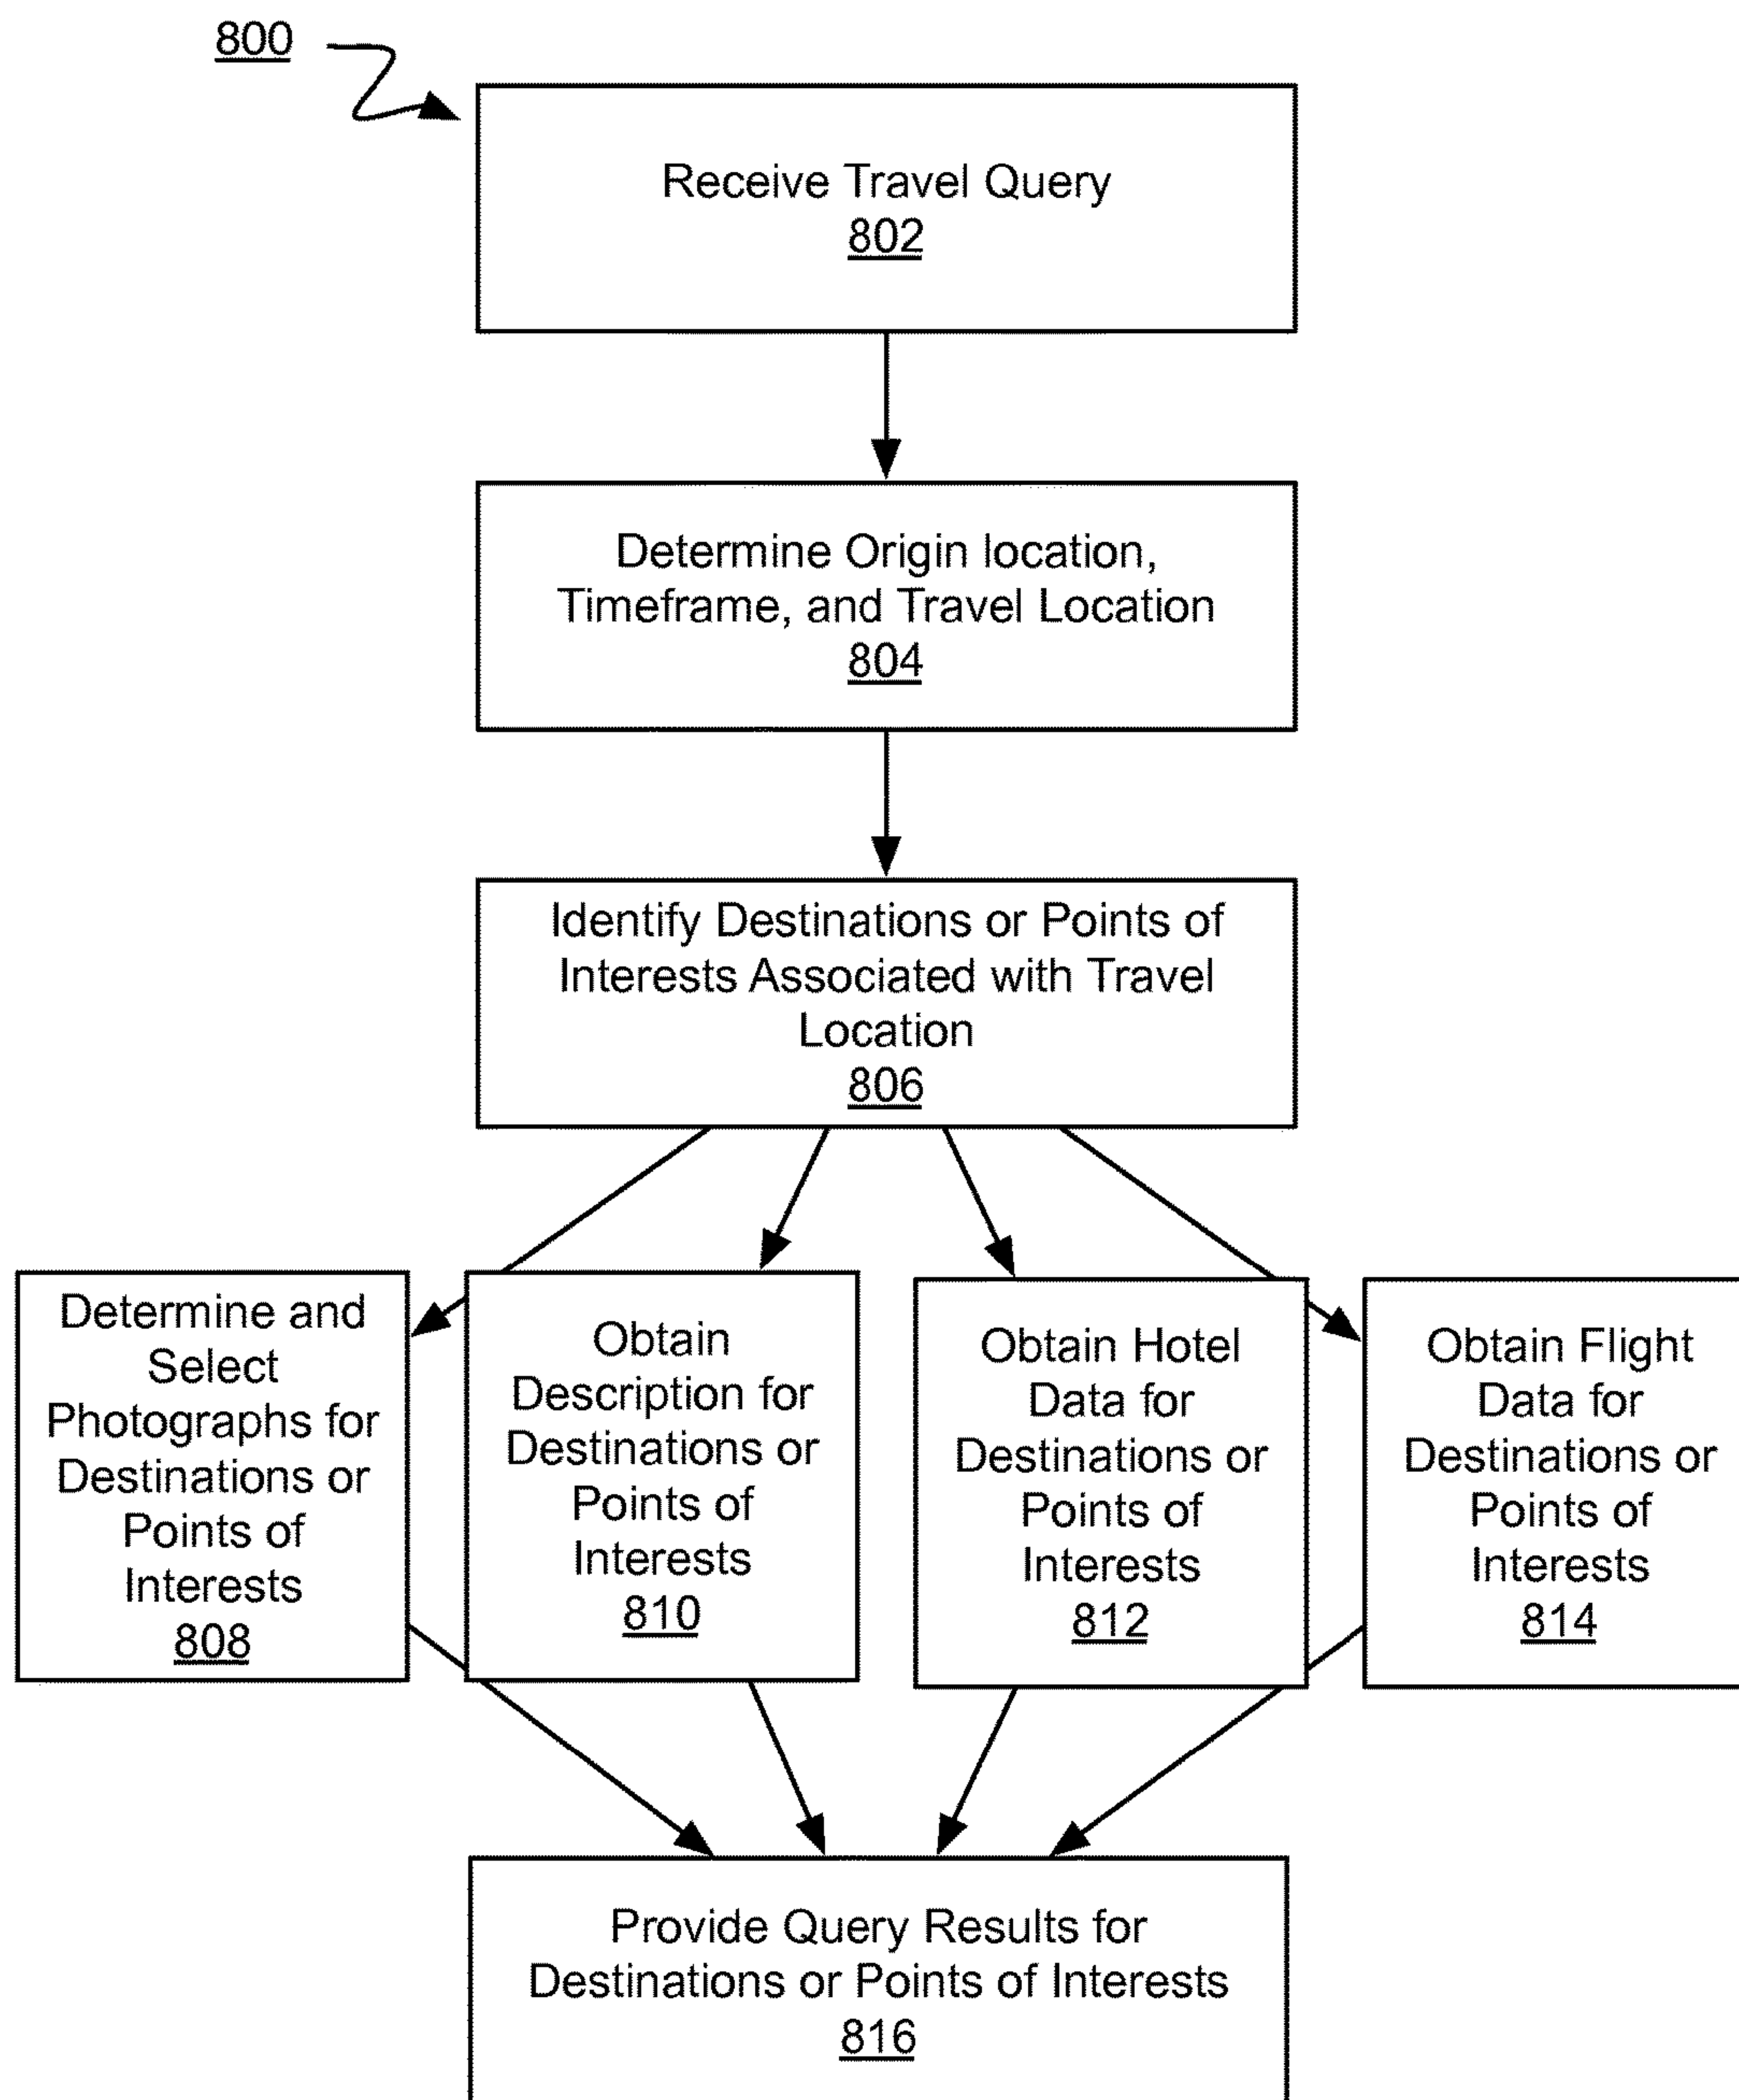 800
Receive Travel Query
802
Determine Origin location,
Timeframe, and Travel Location
804
Identify Destinations or Points of
Interests Associated with Travel
Location
806
Determine and
Select
Photographs for
Destinations or
Points of
Interests
808
Obtain
Description for
Destinations or
Points of
Interests
810
Obtain Hotel
Data for
Destinations or
Points of
Interests
812
Obtain Flight
Data for
Destinations or
Points of
Interests
814
Provide Query Results for
Destinations or Points of Interests
816